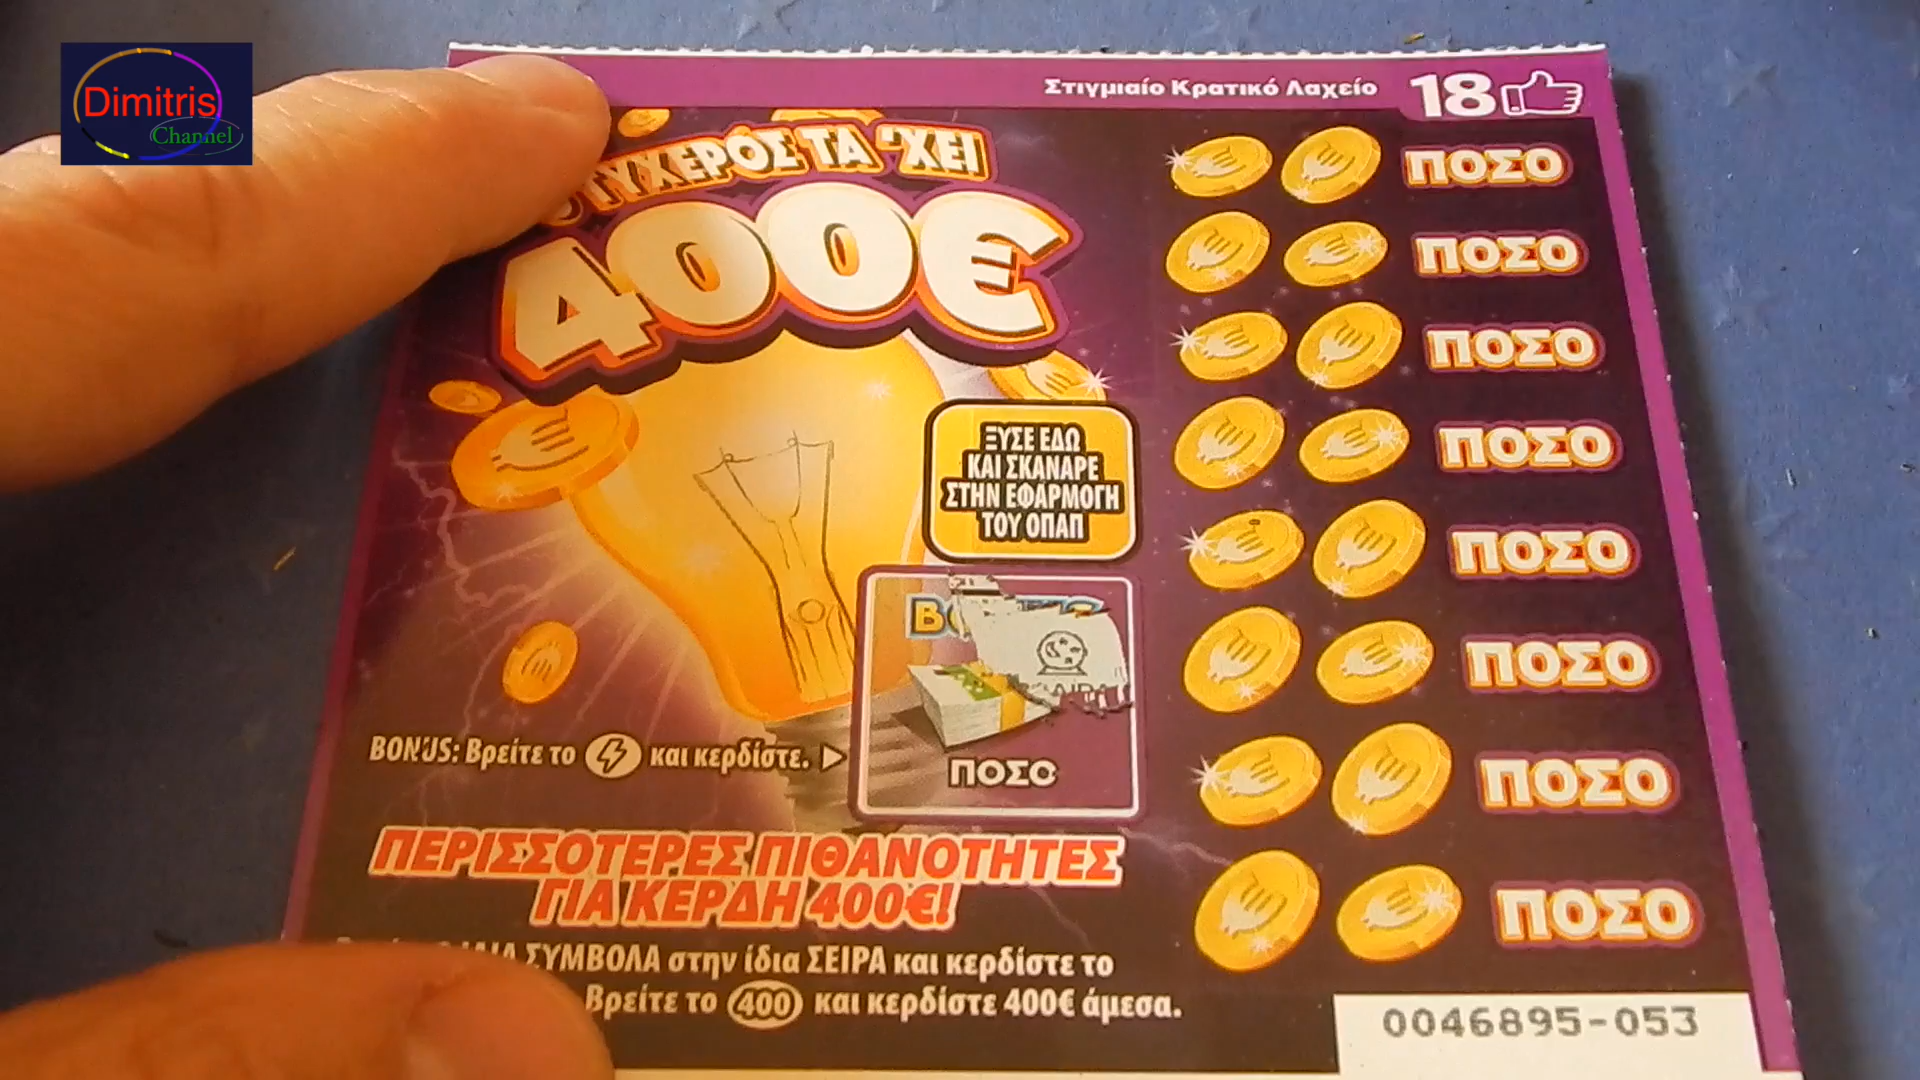 Dimitris
Channel
Στιγμιαίο Κρατικό Λαχείο
18
ΤΥΧΕΡΟΣ ΤΑ 'ΧΕΙ
400€
ΠΟΣΟ
ΠΟΣΟ
ΠΟΣΟ
ΠΟΣΟ
ΠΟΣΟ
ΠΟΣΟ
ΠΟΣΟ
ΠΟΣΟ
ΞΥΣΕ ΕΔΩ
ΚΑΙ ΣΚΑΝΑΡΕ
ΣΤΗΝ ΕΦΑΡΜΟΓΗ
ΤΟΥ ΟΠΑΠ
ΠΟΣΟ
BONUS: Βρείτε το και κερδίστε.
ΠΕΡΙΣΣΟΤΕΡΕΣ ΠΙΘΑΝΟΤΗΤΕΣ
ΓΙΑ ΚΕΡΔΗ 400€!
ΣΥΜΒΟΛΑ στην ίδια ΣΕΙΡΑ και κερδίστε το
Βρείτε το 400 και κερδίστε 400€ άμεσα.
0046895-053